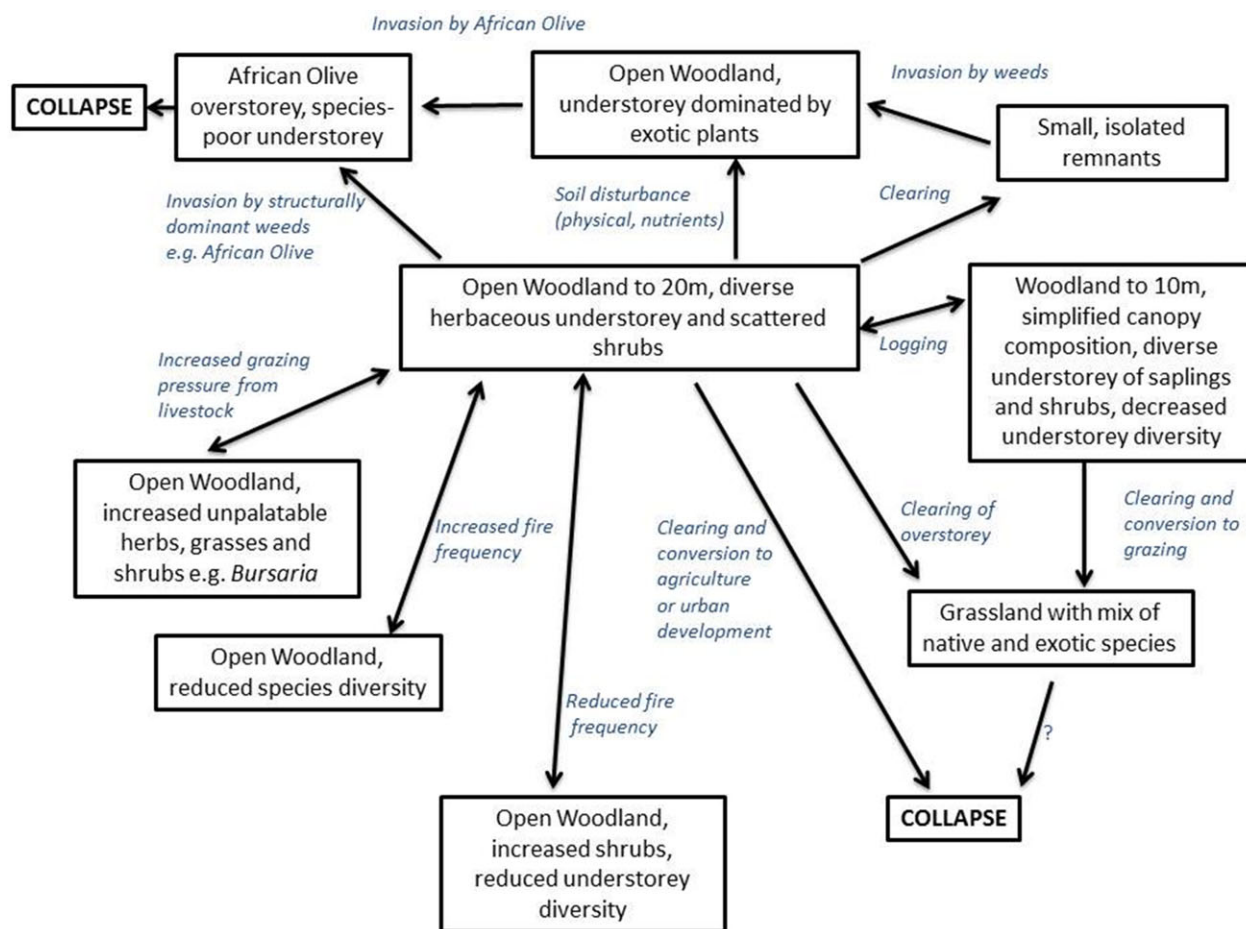 Invasion by African Olive
African Olive
overstorey, species-
poor understorey
COLLAPSE
Open Woodland,
understorey dominated by
exotic plants
Invasion by weeds
Small, isolated
remnants
Invasion by structurally
dominant weeds
e.g. African Olive
Soil disturbance
(physical, nutrients)
Clearing
Open Woodland to 20m, diverse
herbaceous understorey and scattered
shrubs
Logging
Woodland to 10m,
simplified canopy
composition, diverse
understorey of saplings
and shrubs, decreased
understorey diversity
Increased grazing
pressure from
livestock
Open Woodland,
increased unpalatable
herbs, grasses and
shrubs e.g. Bursaria
Increased fire
frequency
Clearing and
conversion to
agriculture
or urban
development
Clearing of
overstorey
Clearing and
conversion to
grazing
Grassland with mix of
native and exotic species
Open Woodland,
reduced species diversity
Reduced fire
frequency
?
Open Woodland,
increased shrubs,
reduced understorey
diversity
COLLAPSE